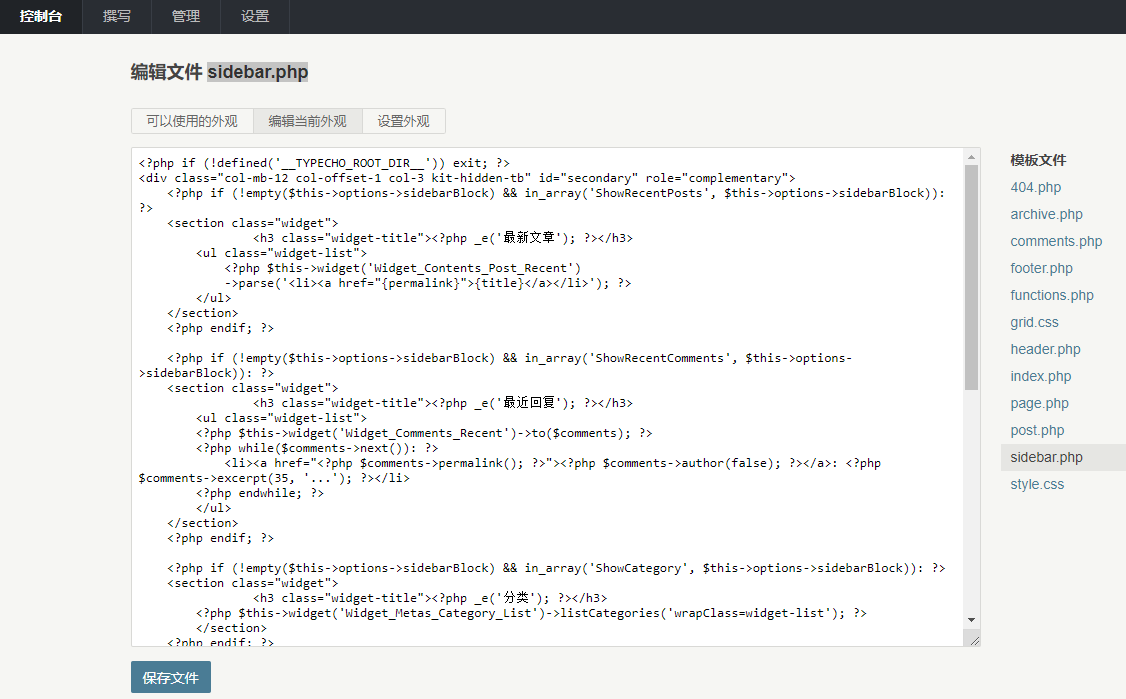 控制台 撰写 管理 设置
编辑文件 sidebar.php
可以使用的外观 编辑当前外观 设置外观
<?php if (!defined('__TYPECHO_ROOT_DIR__')) exit; ?>
<div class="col-mb-12 col-offset-1 col-3 kit-hidden-tb" id="secondary" role="complementary">
    <?php if (!empty($this->options->sidebarBlock) && in_array('ShowRecentPosts', $this->options->sidebarBlock)):
?>
    <section class="widget">
		<h3 class="widget-title"><?php _e('最新文章'); ?></h3>
        <ul class="widget-list">
            <?php $this->widget('Widget_Contents_Post_Recent')
            ->parse('<li><a href="{permalink}">{title}</a></li>'); ?>
        </ul>
    </section>
    <?php endif; ?>

    <?php if (!empty($this->options->sidebarBlock) && in_array('ShowRecentComments', $this->options-
>sidebarBlock)): ?>
    <section class="widget">
		<h3 class="widget-title"><?php _e('最近回复'); ?></h3>
        <ul class="widget-list">
        <?php $this->widget('Widget_Comments_Recent')->to($comments); ?>
        <?php while($comments->next()): ?>
            <li><a href="<?php $comments->permalink(); ?>"><?php $comments->author(false); ?></a>: <?php
$comments->excerpt(35, '...'); ?></li>
        <?php endwhile; ?>
        </ul>
    </section>
    <?php endif; ?>

    <?php if (!empty($this->options->sidebarBlock) && in_array('ShowCategory', $this->options->sidebarBlock)): ?>
    <section class="widget">
		<h3 class="widget-title"><?php _e('分类'); ?></h3>
        <?php $this->widget('Widget_Metas_Category_List')->listCategories('wrapClass=widget-list'); ?>
	</section>
    <?php endif; ?>
保存文件
模板文件
404.php
archive.php
comments.php
footer.php
functions.php
grid.css
header.php
index.php
page.php
post.php
sidebar.php
style.css